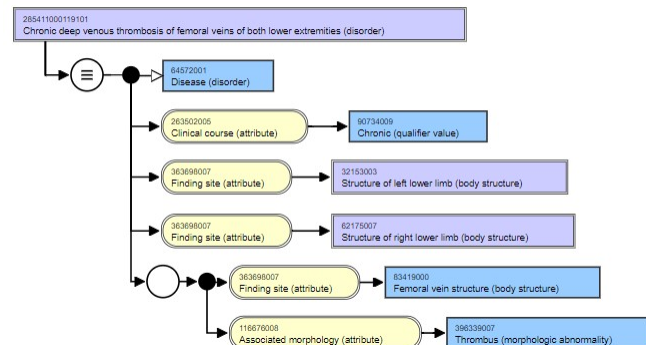 285411000119101
Chronic deep venous thrombosis of femoral veins of both lower extremities (disorder)
64572001
Disease (disorder)
263502005
Clinical course (attribute)
90734009
Chronic (qualifier value)
363698007
Finding site (attribute)
32153003
Structure of left lower limb (body structure)
363698007
Finding site (attribute)
62175007
Structure of right lower limb (body structure)
363698007
Finding site (attribute)
83419000
Femoral vein structure (body structure)
116676008
Associated morphology (attribute)
396339007
Thrombus (morphologic abnormality)